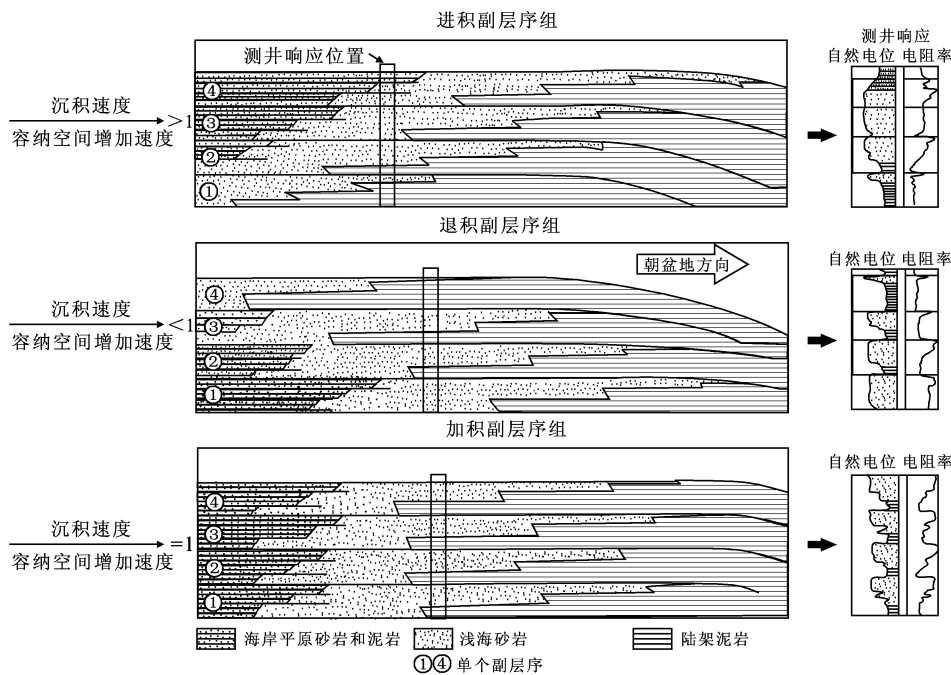 进积副层序组
测井响应位置
测井响应
自然电位 电阻率
沉积速度
容纳空间增加速度
>1
④
③
②
①
退积副层序组
朝盆地方向
自然电位 电阻率
沉积速度
容纳空间增加速度
<1
④
③
②
①
加积副层序组
自然电位 电阻率
沉积速度
容纳空间增加速度
=1
④
③
②
①
海岸平原砂岩和泥岩 浅海砂岩 陆架泥岩
①④单个副层序